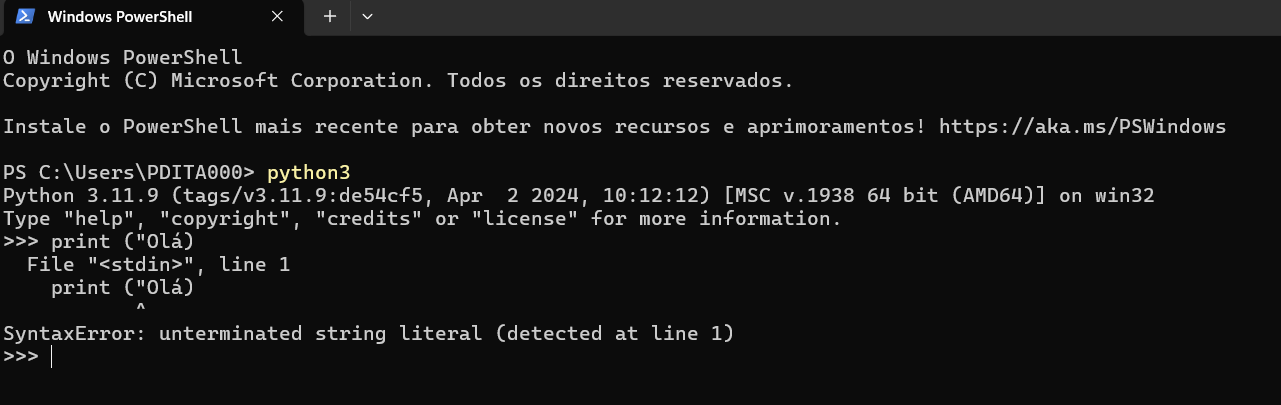 Windows PowerShell
O Windows PowerShell
Copyright (C) Microsoft Corporation. Todos os direitos reservados.
Instale o PowerShell mais recente para obter novos recursos e aprimoramentos! https://aka.ms/PSWindows
PS C:\Users\PDITA000> python3
Python 3.11.9 (tags/v3.11.9:de54cf5, Apr  2 2024, 10:12:12) [MSC v.1938 64 bit (AMD64)] on win32
Type "help", "copyright", "credits" or "license" for more information.
>>> print ("Olá)
  File "<stdin>", line 1
    print ("Olá)
           ^
SyntaxError: unterminated string literal (detected at line 1)
>>>